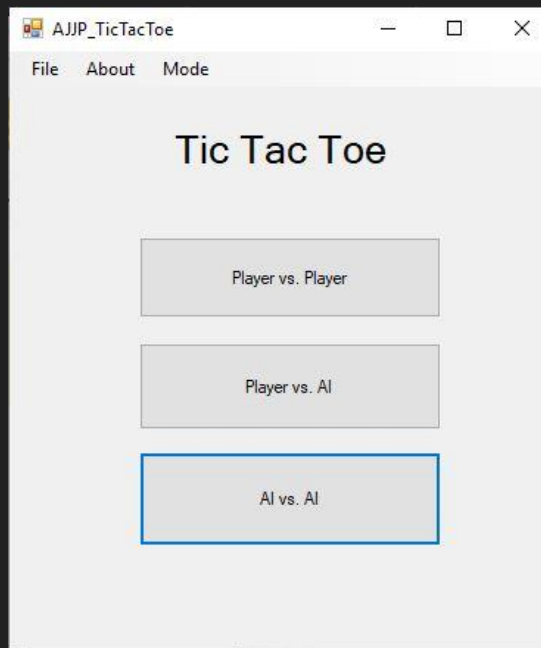 AJJP_TicTacToe
File About Mode
Tic Tac Toe
Player vs. Player
Player vs. AI
AI vs. AI